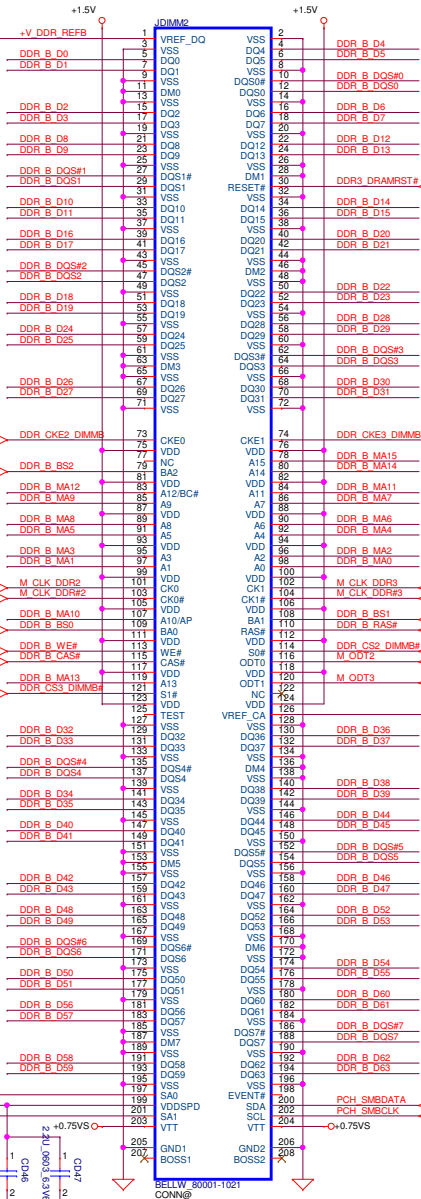 +1.5V +1.5V
JDIMM2
+V_DDR_REFB 1 VREF_DQ VSS 2
3 VSS DQ4 4 DDR_B_D4
DDR_B_D0 5 DQ0 DQ5 6 DDR_B_D5
DDR_B_D1 7 DQ1 VSS 8
9 VSS DQS0# 10 DDR_B_DQS#0
11 DM0 DQS0 12 DDR_B_DQS0
13 VSS VSS 14
DDR_B_D2 15 DQ2 DQ6 16 DDR_B_D6
DDR_B_D3 17 DQ3 DQ7 18 DDR_B_D7
19 VSS VSS 20
DDR_B_D8 21 DQ8 DQ12 22 DDR_B_D12
DDR_B_D9 23 DQ9 DQ13 24 DDR_B_D13
25 VSS VSS 26
DDR_B_DQS#1 27 DQS1# DM1 28
DDR_B_DQS1 29 DQS1 RESET# 30 DDR3_DRAMRST#
31 VSS VSS 32
DDR_B_D10 33 DQ10 DQ14 34 DDR_B_D14
DDR_B_D11 35 DQ11 DQ15 36 DDR_B_D15
37 VSS VSS 38
DDR_B_D16 39 DQ16 DQ20 40 DDR_B_D20
DDR_B_D17 41 DQ17 DQ21 42 DDR_B_D21
43 VSS VSS 44
DDR_B_DQS#2 45 DQS2# DM2 46
DDR_B_DQS2 47 DQS2 VSS 48
49 VSS DQ22 50 DDR_B_D22
DDR_B_D18 51 DQ18 DQ23 52 DDR_B_D23
DDR_B_D19 53 DQ19 VSS 54
55 VSS DQ28 56 DDR_B_D28
DDR_B_D24 57 DQ24 DQ29 58 DDR_B_D29
DDR_B_D25 59 DQ25 VSS 60
61 VSS DQS3# 62 DDR_B_DQS#3
63 DM3 DQS3 64 DDR_B_DQS3
65 VSS VSS 66
DDR_B_D26 67 DQ26 DQ30 68 DDR_B_D30
DDR_B_D27 69 DQ27 DQ31 70 DDR_B_D31
71 VSS VSS 72
DDR_CKE2_DIMMB 73 CKE0 CKE1 74 DDR_CKE3_DIMMB
75 VDD VDD 76
77 NC A15 78 DDR_B_MA15
DDR_B_BS2 79 BA2 A14 80 DDR_B_MA14
81 VDD VDD 82
DDR_B_MA12 83 A12/BC# A11 84 DDR_B_MA11
DDR_B_MA9 85 A9 A7 86 DDR_B_MA7
87 VDD VDD 88
DDR_B_MA8 89 A8 A6 90 DDR_B_MA6
DDR_B_MA5 91 A5 A4 92 DDR_B_MA4
93 VDD VDD 94
DDR_B_MA3 95 A3 A2 96 DDR_B_MA2
DDR_B_MA1 97 A1 A0 98 DDR_B_MA0
99 VDD VDD 100
M_CLK_DDR2 101 CK0 CK1 102 M_CLK_DDR3
M_CLK_DDR#2 103 CK0# CK1# 104 M_CLK_DDR#3
105 VDD VDD 106
DDR_B_MA10 107 A10/AP BA1 108 DDR_B_BS1
DDR_B_BS0 109 BA0 RAS# 110 DDR_B_RAS#
111 VDD VDD 112
DDR_B_WE# 113 WE# S0# 114 DDR_CS2_DIMMB#
DDR_B_CAS# 115 CAS# ODT0 116 M_ODT2
117 VDD VDD 118
DDR_B_MA13 119 A13 ODT1 120 M_ODT3
DDR_CS3_DIMMB# 121 S1# NC 122
123 VDD VDD 124
125 TEST VREF_CA 126
127 VSS VSS 128
DDR_B_D32 129 DQ32 DQ36 130 DDR_B_D36
DDR_B_D33 131 DQ33 DQ37 132 DDR_B_D37
133 VSS VSS 134
DDR_B_DQS#4 135 DQS4# DM4 136
DDR_B_DQS4 137 DQS4 VSS 138
139 VSS DQ38 140 DDR_B_D38
DDR_B_D34 141 DQ34 DQ39 142 DDR_B_D39
DDR_B_D35 143 DQ35 VSS 144
145 VSS DQ44 146 DDR_B_D44
DDR_B_D40 147 DQ40 DQ45 148 DDR_B_D45
DDR_B_D41 149 DQ41 VSS 150
151 VSS DQS5# 152 DDR_B_DQS#5
153 DM5 DQS5 154 DDR_B_DQS5
155 VSS VSS 156
DDR_B_D42 157 DQ42 DQ46 158 DDR_B_D46
DDR_B_D43 159 DQ43 DQ47 160 DDR_B_D47
161 VSS VSS 162
DDR_B_D48 163 DQ48 DQ52 164 DDR_B_D52
DDR_B_D49 165 DQ49 DQ53 166 DDR_B_D53
167 VSS VSS 168
DDR_B_DQS#6 169 DQS6# DM6 170
DDR_B_DQS6 171 DQS6 VSS 172
173 VSS DQ54 174 DDR_B_D54
DDR_B_D50 175 DQ50 DQ55 176 DDR_B_D55
DDR_B_D51 177 DQ51 VSS 178
179 VSS DQ60 180 DDR_B_D60
DDR_B_D56 181 DQ56 DQ61 182 DDR_B_D61
DDR_B_D57 183 DQ57 VSS 184
185 VSS DQS7# 186 DDR_B_DQS#7
187 DM7 DQS7 188 DDR_B_DQS7
189 VSS VSS 190
DDR_B_D58 191 DQ58 DQ62 192 DDR_B_D62
DDR_B_D59 193 DQ59 DQ63 194 DDR_B_D63
195 VSS VSS 196
197 SA0 EVENT# 198
199 VDDSPD SDA 200 PCH_SMBDATA
201 SA1 SCL 202 PCH_SMBCLK
+0.75VS 203 VTT VTT 204 +0.75VS
205 GND1 GND2 206
207 BOSS1 BOSS2 208
BELLW_80001-1021
CONN@
1 CD46 2
2.2U_0603_6.3V6
1 CD47 2